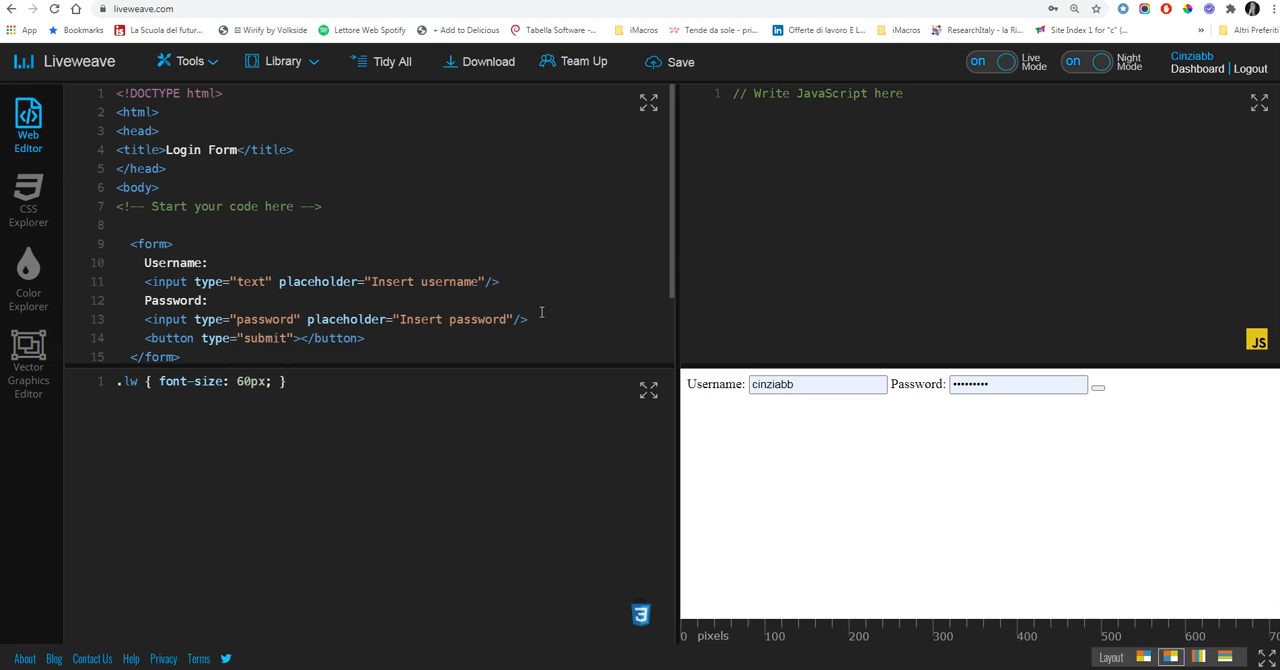 liveweave.com
App
Bookmarks
La Scuola del futur...
Wirify by Volkside
Lettore Web Spotify
+ Add to Delicious
Tabella Software -...
iMacros
Tende da sole - pri...
Offerte di lavoro E L...
iMacros
ResearchItaly - la Ri...
Site Index 1 for "c" (...
»
Altri Preferiti
Liveweave
Tools
Library
Tidy All
Download
Team Up
Save
on
Live Mode
on
Night Mode
Cinziabb
Dashboard | Logout
Web Editor
CSS Explorer
Color Explorer
Vector Graphics Editor
1 <!DOCTYPE html>
2 <html>
3 <head>
4 <title>Login Form</title>
5 </head>
6 <body>
7 <!-- Start your code here -->
8
9 <form>
10 Username:
11 <input type="text" placeholder="Insert username"/>
12 Password:
13 <input type="password" placeholder="Insert password"/>
14 <button type="submit"></button>
15 </form>
1 // Write JavaScript here
JS
1 .lw { font-size: 60px; }
3
Username: cinziabb Password: •••••••••
0 pixels 100 200 300 400 500 600 70
About Blog Contact Us Help Privacy Terms
Layout